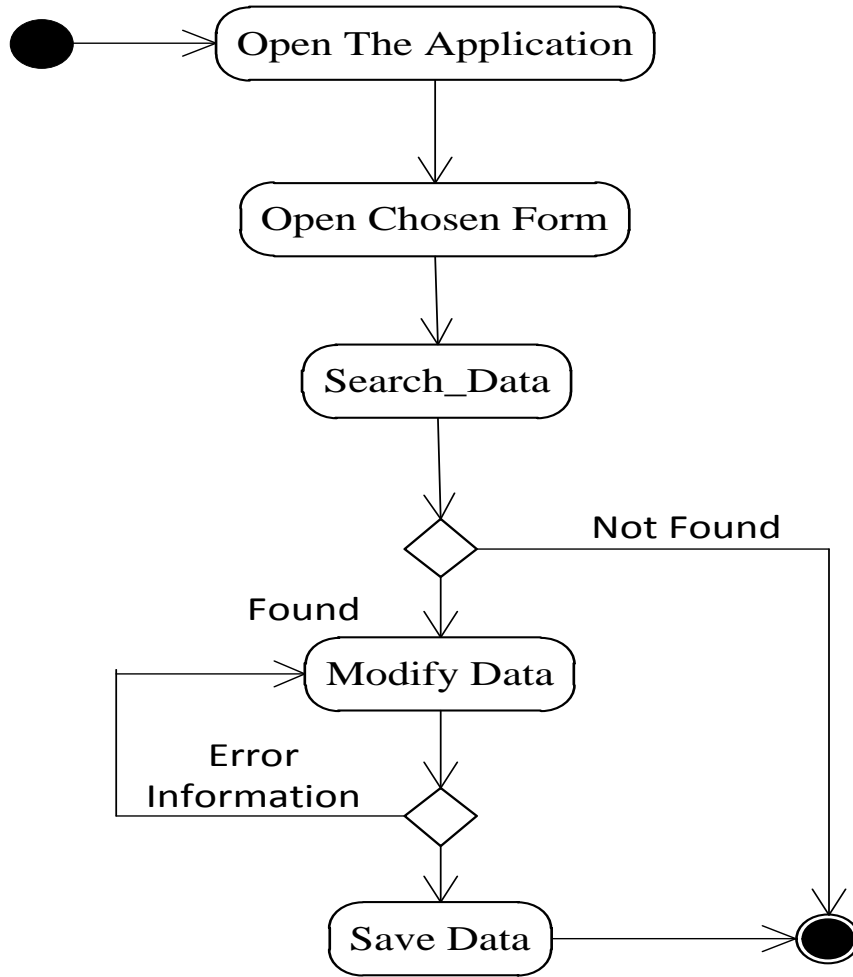 Open The Application
Open Chosen Form
Search_Data
Not Found
Found
Modify Data
Error
Information
Save Data